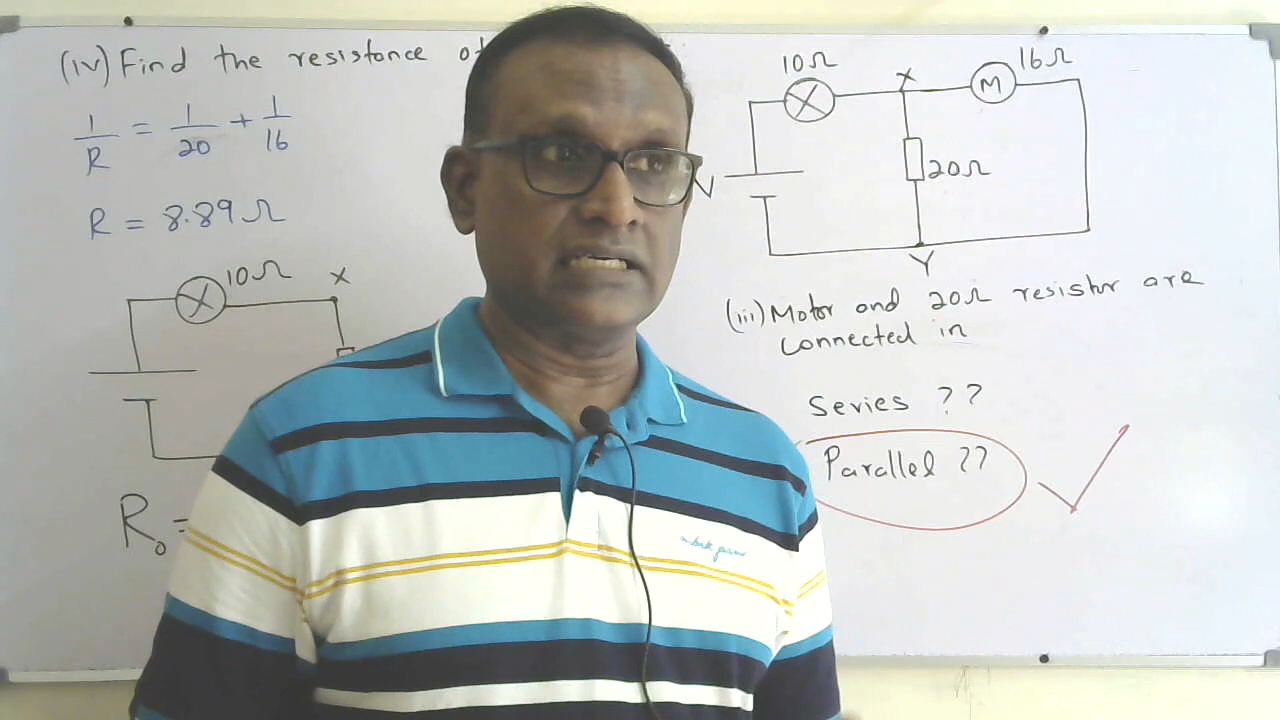 (iv) Find the resistance of
1/R = 1/20 + 1/16
R = 8.89 Ω
10Ω X
R₀ =
10Ω X M 16Ω
20Ω
V
Y
(iii) Motor and 20Ω resistor are
connected in
Series ??
Parallel ??